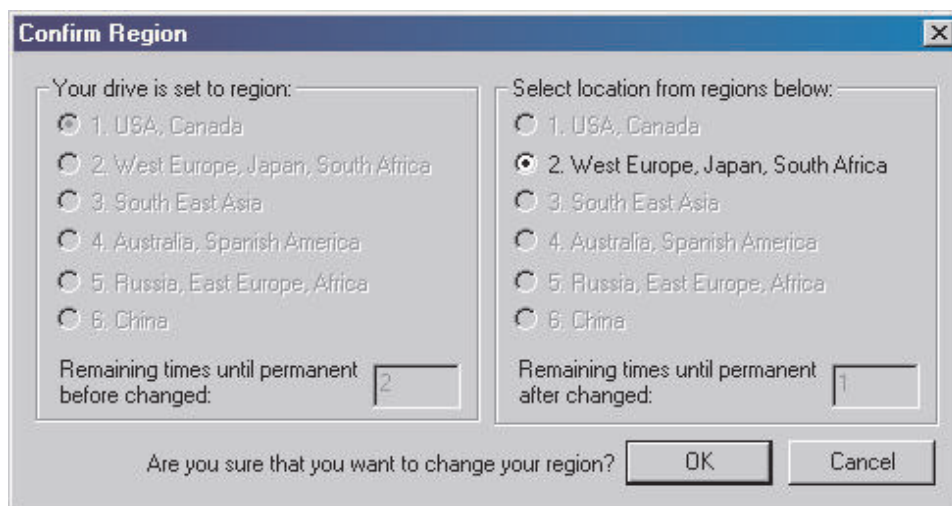 Confirm Region
Your drive is set to region:
1. USA, Canada
2. West Europe, Japan, South Africa
3. South East Asia
4. Australia, Spanish America
5. Russia, East Europe, Africa
6. China
Remaining times until permanent
before changed:
2
Select location from regions below:
1. USA, Canada
2. West Europe, Japan, South Africa
3. South East Asia
4. Australia, Spanish America
5. Russia, East Europe, Africa
6. China
Remaining times until permanent
after changed:
1
Are you sure that you want to change your region?
OK
Cancel